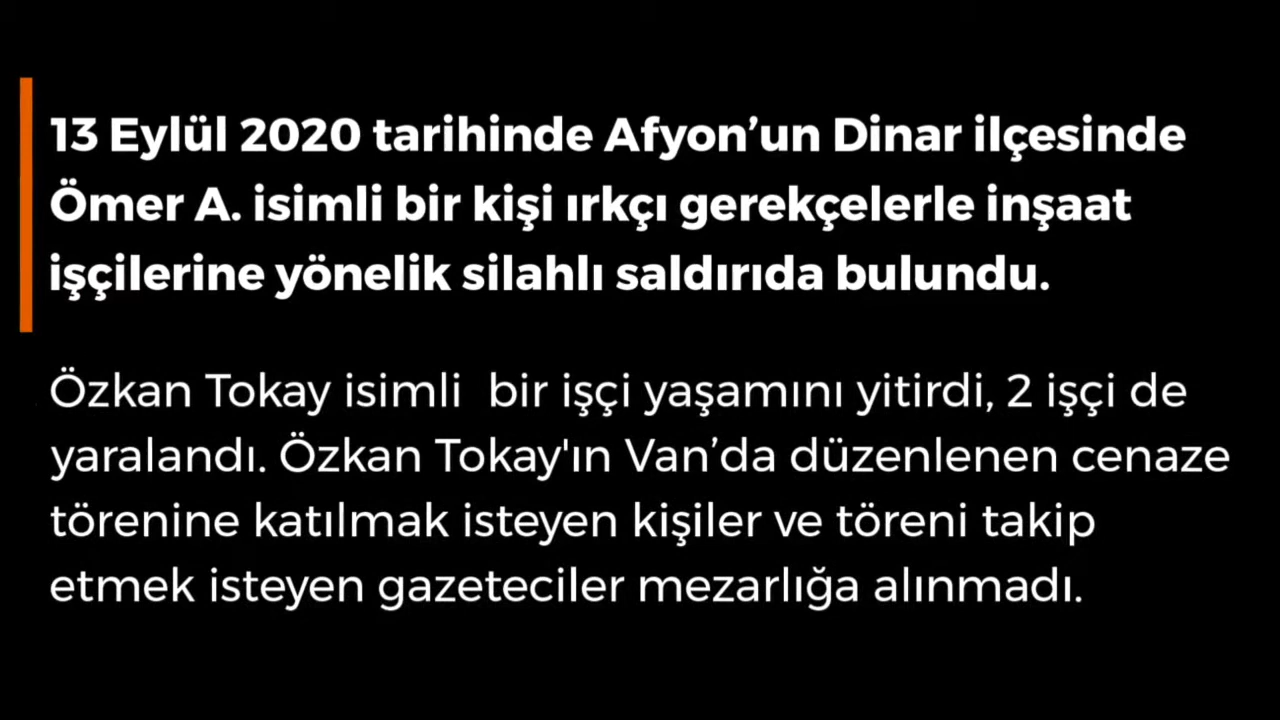 13 Eylül 2020 tarihinde Afyon’un Dinar ilçesinde
Ömer A. isimli bir kişi ırkçı gerekçelerle inşaat
işçilerine yönelik silahlı saldırıda bulundu.
Özkan Tokay isimli  bir işçi yaşamını yitirdi, 2 işçi de
yaralandı. Özkan Tokay'ın Van’da düzenlenen cenaze
törenine katılmak isteyen kişiler ve töreni takip
etmek isteyen gazeteciler mezarlığa alınmadı.